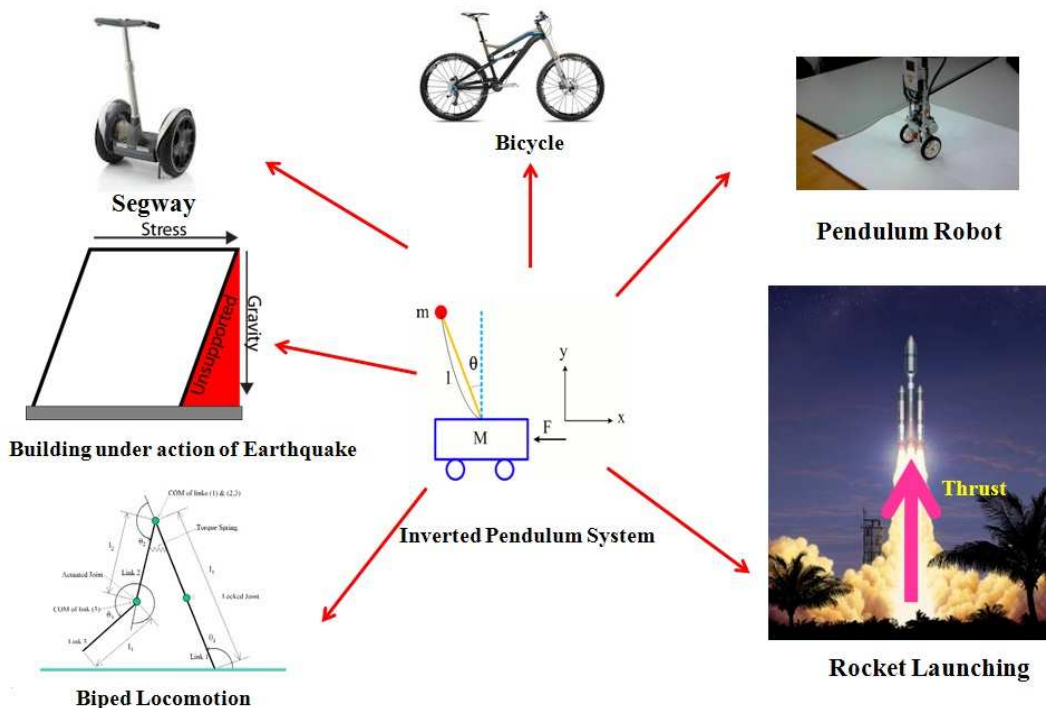 Bicycle
Segway
Pendulum Robot
Stress
Gravity
Unsupported
Building under action of Earthquake
m
θ
l
y
x
F
M
Inverted Pendulum System
Thrust
Rocket Launching
COM of links (1) & (2,3)
Torque Spring
Actuated Joint
Link 2
Locked Joint
COM of link (3)
Link 3
Link 1
Biped Locomotion